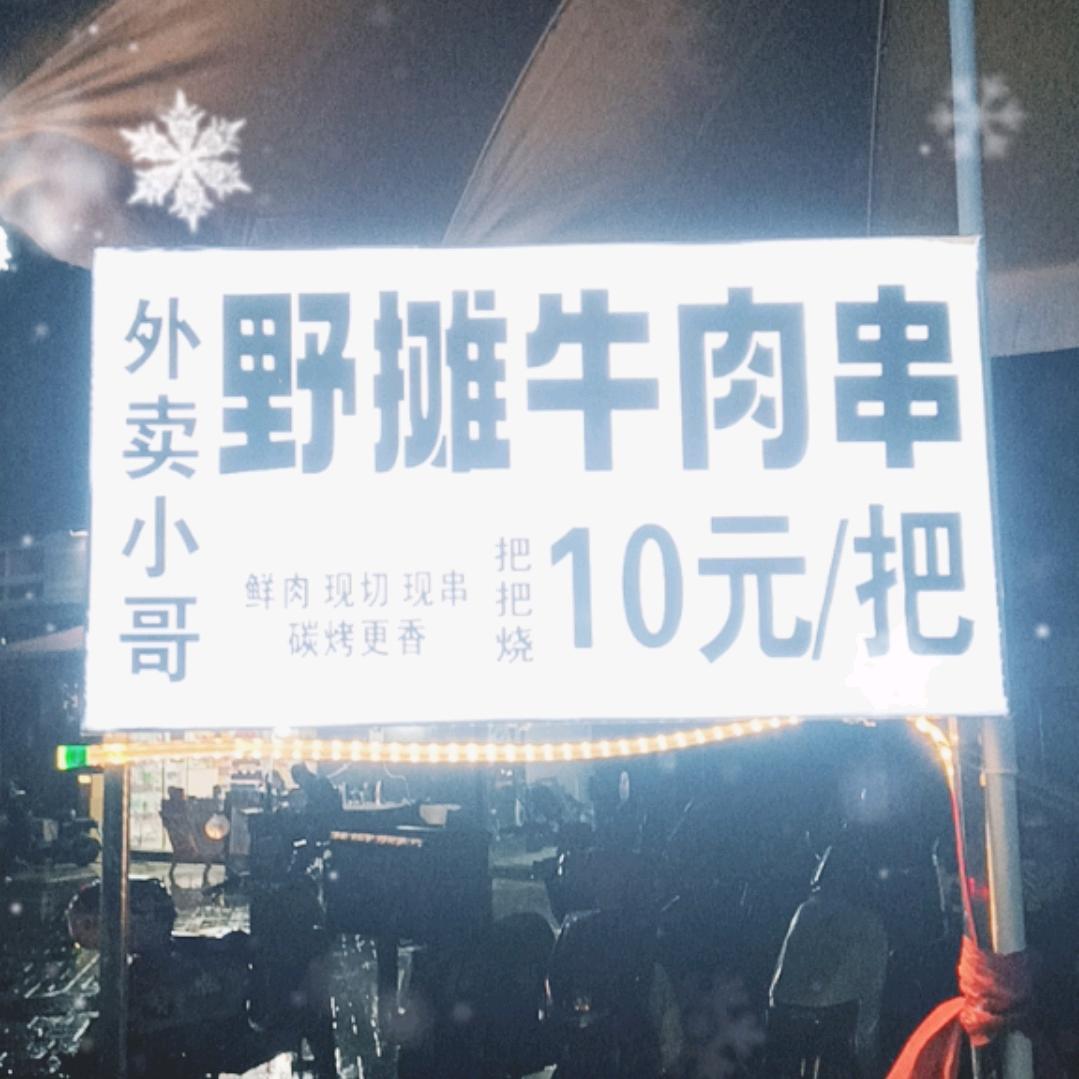 外卖小哥
野摊牛肉串
鲜肉 现切 现串
碳烤更香
把把烧
10元/把